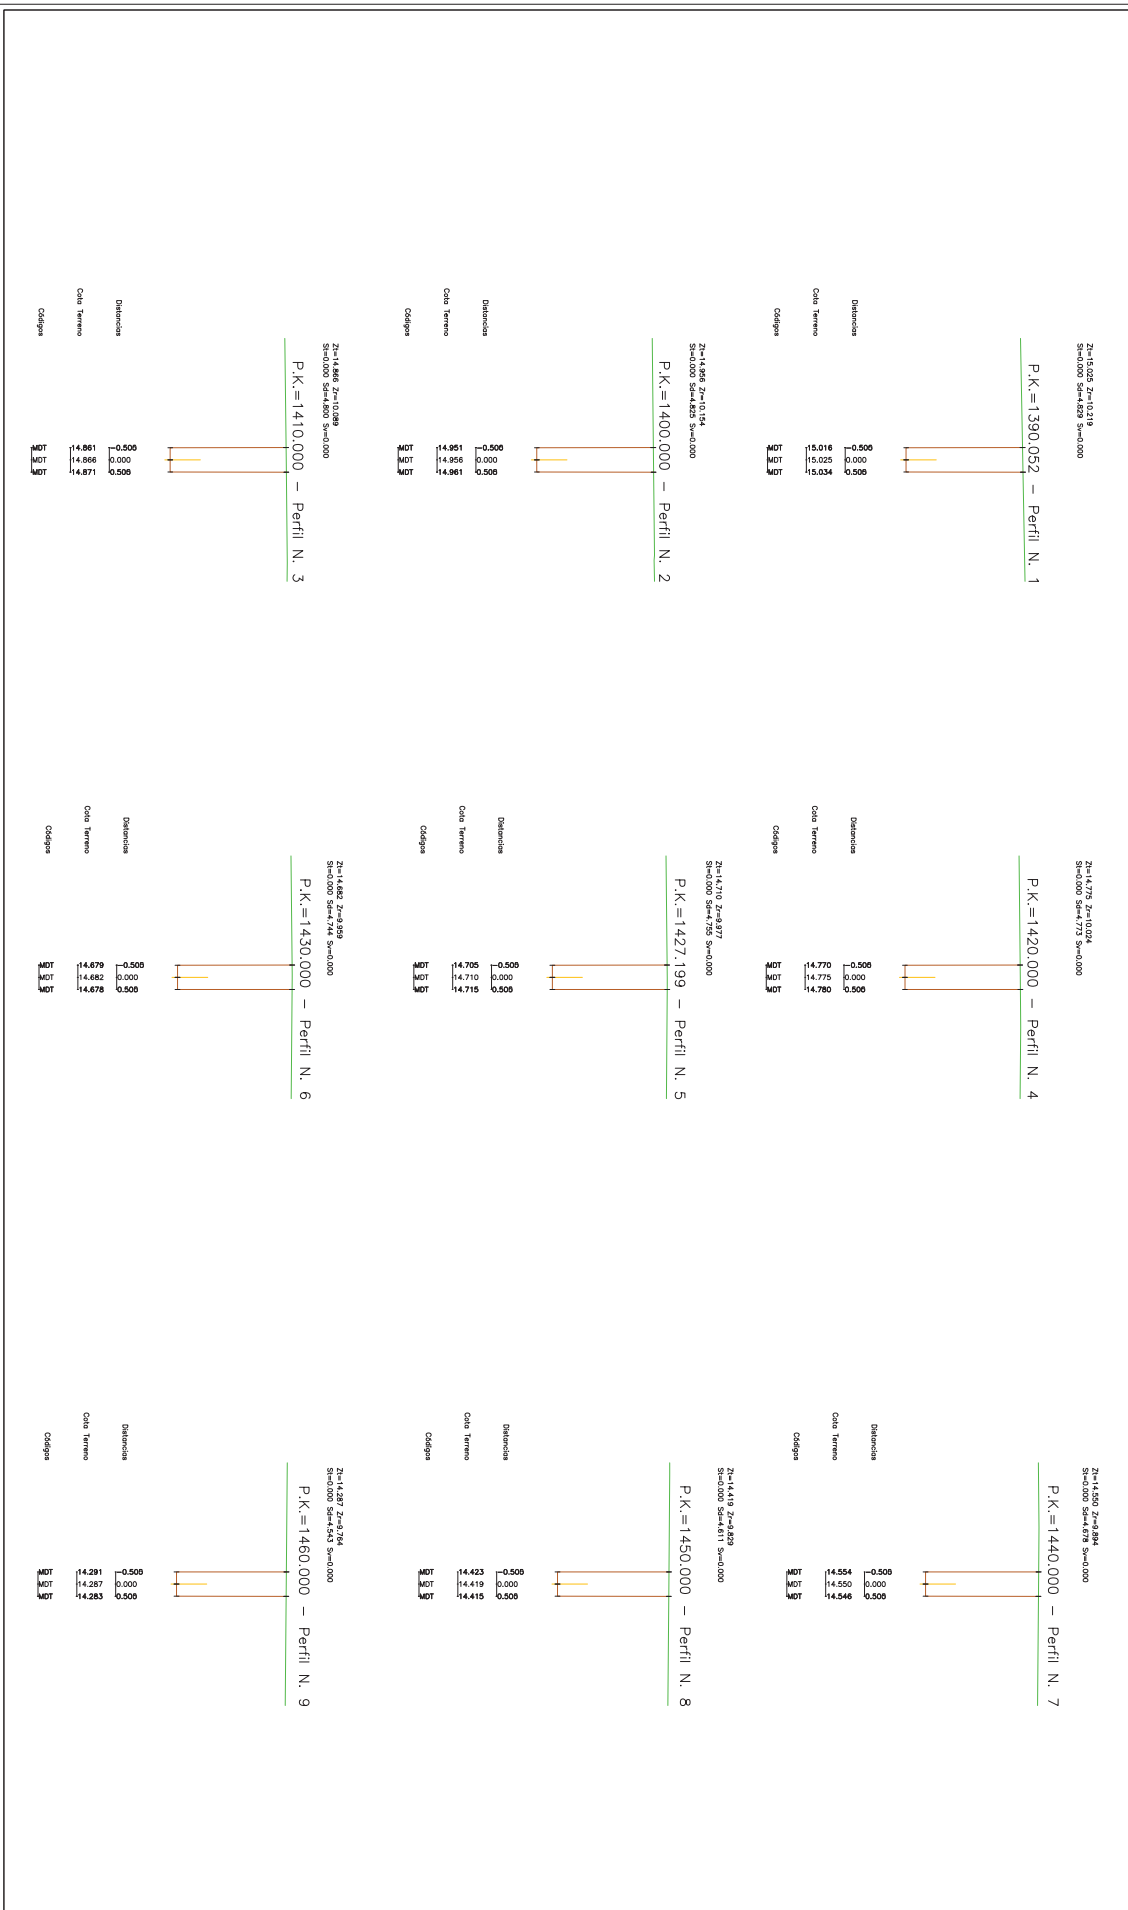 P.K.=1390.052 - Perfil N. 1
Zt=15.025 Zr=10.219
St=0.000 Sd=4.829 Sv=0.000
Distancias -0.506 0.000 0.506
Cota Terreno 15.016 15.025 15.034
Códigos MDT MDT MDT
P.K.=1400.000 - Perfil N. 2
Zt=14.956 Zr=10.154
St=0.000 Sd=4.825 Sv=0.000
Distancias -0.506 0.000 0.506
Cota Terreno 14.951 14.956 14.961
Códigos MDT MDT MDT
P.K.=1410.000 - Perfil N. 3
Zt=14.866 Zr=10.089
St=0.000 Sd=4.800 Sv=0.000
Distancias -0.506 0.000 0.506
Cota Terreno 14.861 14.866 14.871
Códigos MDT MDT MDT
P.K.=1420.000 - Perfil N. 4
Zt=14.775 Zr=10.024
St=0.000 Sd=4.773 Sv=0.000
Distancias -0.506 0.000 0.506
Cota Terreno 14.770 14.775 14.780
Códigos MDT MDT MDT
P.K.=1427.199 - Perfil N. 5
Zt=14.710 Zr=9.977
St=0.000 Sd=4.755 Sv=0.000
Distancias -0.506 0.000 0.506
Cota Terreno 14.705 14.710 14.715
Códigos MDT MDT MDT
P.K.=1430.000 - Perfil N. 6
Zt=14.682 Zr=9.959
St=0.000 Sd=4.744 Sv=0.000
Distancias -0.506 0.000 0.506
Cota Terreno 14.679 14.682 14.678
Códigos MDT MDT MDT
P.K.=1440.000 - Perfil N. 7
Zt=14.550 Zr=9.894
St=0.000 Sd=4.678 Sv=0.000
Distancias -0.506 0.000 0.506
Cota Terreno 14.554 14.550 14.546
Códigos MDT MDT MDT
P.K.=1450.000 - Perfil N. 8
Zt=14.419 Zr=9.829
St=0.000 Sd=4.611 Sv=0.000
Distancias -0.506 0.000 0.506
Cota Terreno 14.423 14.419 14.415
Códigos MDT MDT MDT
P.K.=1460.000 - Perfil N. 9
Zt=14.287 Zr=9.764
St=0.000 Sd=4.543 Sv=0.000
Distancias -0.506 0.000 0.506
Cota Terreno 14.291 14.287 14.283
Códigos MDT MDT MDT